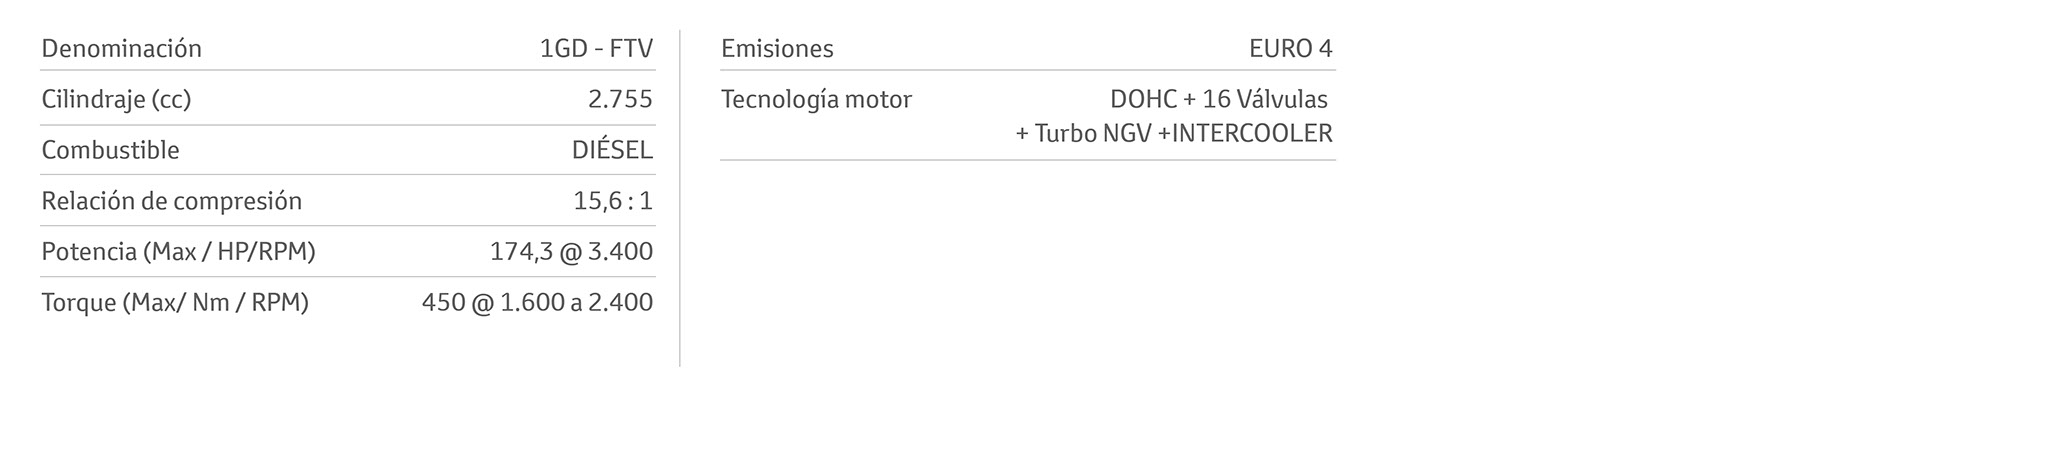 Denominación 1GD - FTV
Cilindraje (cc) 2.755
Combustible DIÉSEL
Relación de compresión 15,6 : 1
Potencia (Max / HP/RPM) 174,3 @ 3.400
Torque (Max/ Nm / RPM) 450 @ 1.600 a 2.400
Emisiones EURO 4
Tecnología motor DOHC + 16 Válvulas
+ Turbo NGV +INTERCOOLER